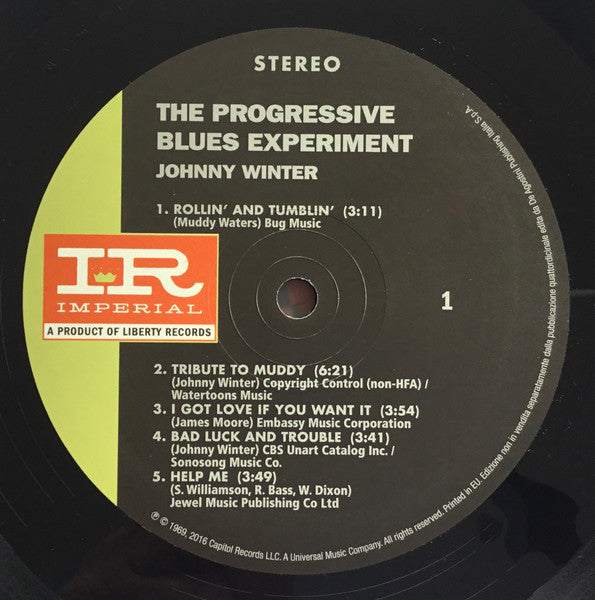 STEREO
THE PROGRESSIVE
BLUES EXPERIMENT
JOHNNY WINTER
1. ROLLIN' AND TUMBLIN' (3:11)
(Muddy Waters) Bug Music
IR
IMPERIAL
A PRODUCT OF LIBERTY RECORDS
1
2. TRIBUTE TO MUDDY (6:21)
(Johnny Winter) Copyright Control (non-HFA) /
Watertoons Music
3. I GOT LOVE IF YOU WANT IT (3:54)
(James Moore) Embassy Music Corporation
4. BAD LUCK AND TROUBLE (3:41)
(Johnny Winter) CBS Unart Catalog Inc. /
Sonosong Music Co.
5. HELP ME (3:49)
(S. Williamson, R. Bass, W. Dixon)
Jewel Music Publishing Co Ltd
℗ © 1969, 2016 Capitol Records LLC. A Universal Music Company. All rights reserved. Printed in EU. Edizione non in vendita separatamente dalla pubblicazione quattordicinale edita da De Agostini Publishing Italia S.p.A